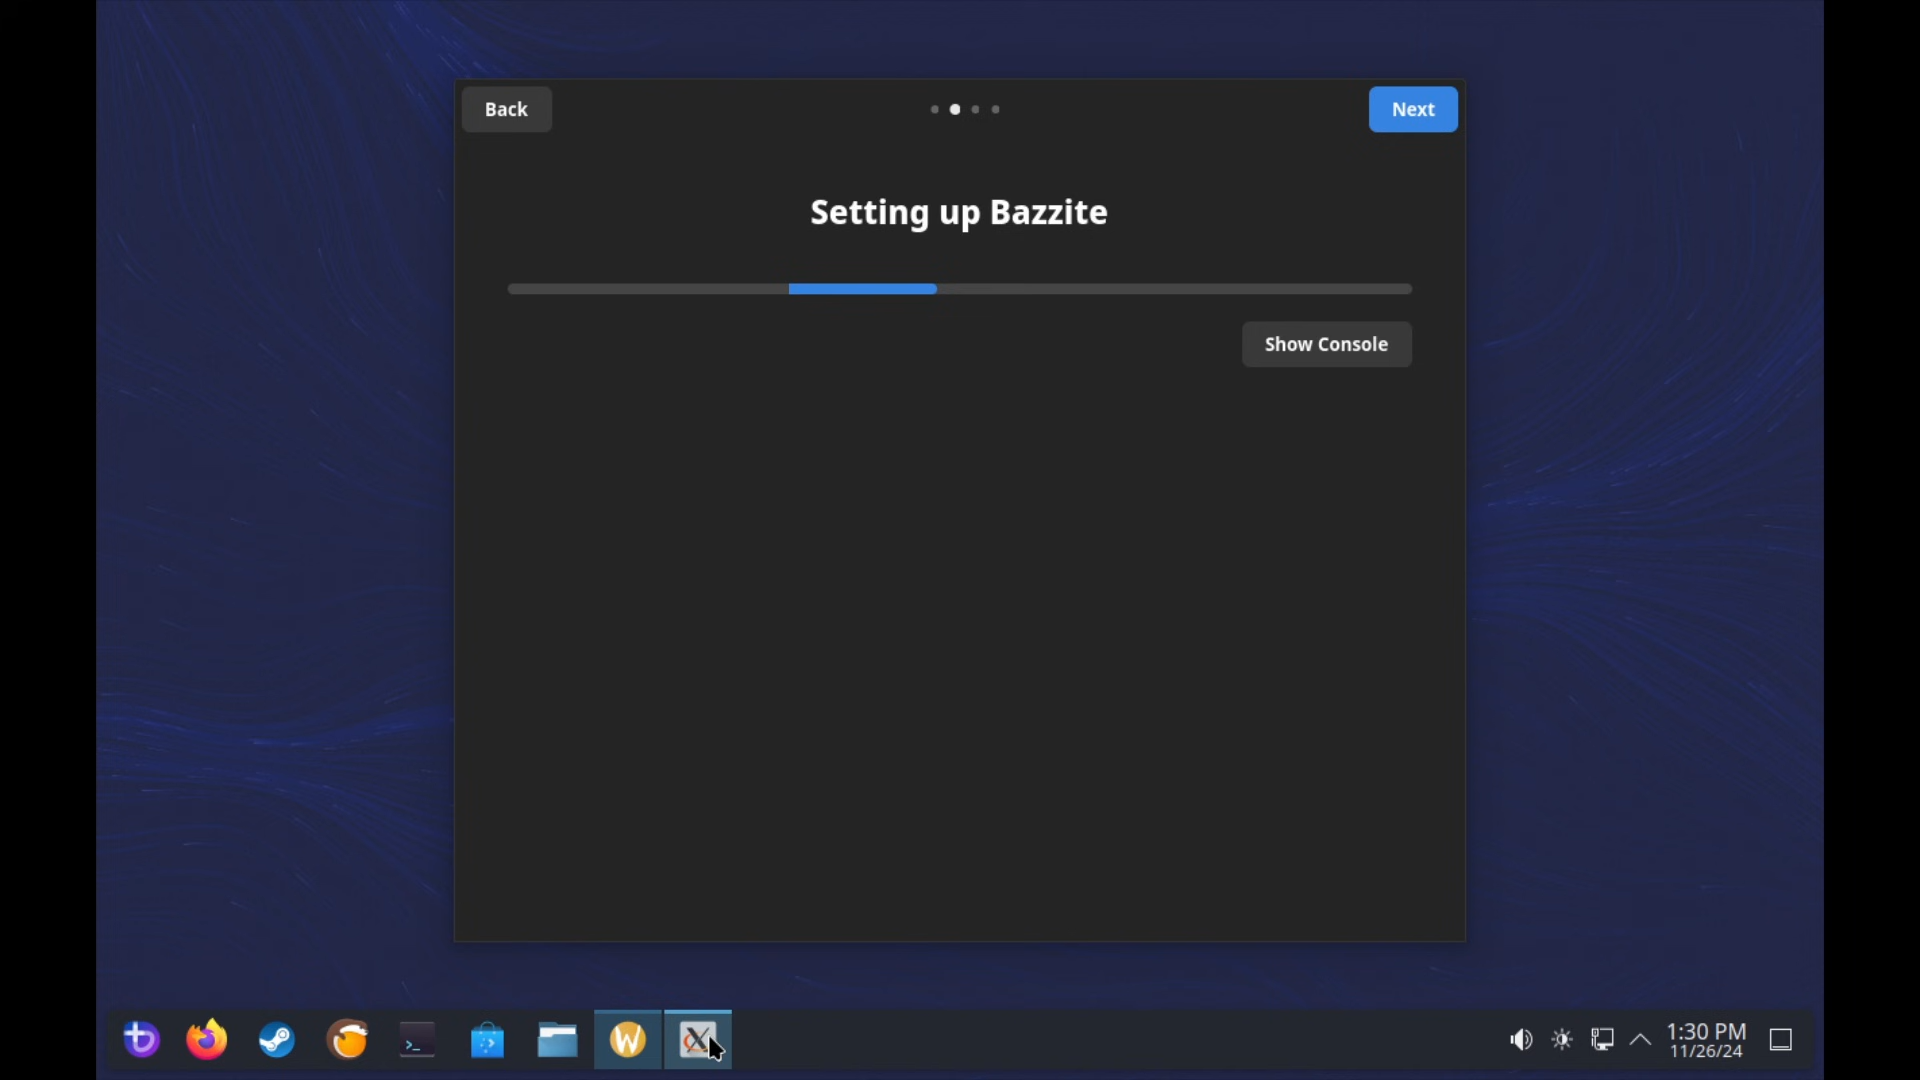 Back
Next
Setting up Bazzite
Show Console
>_
W
1:30 PM
11/26/24